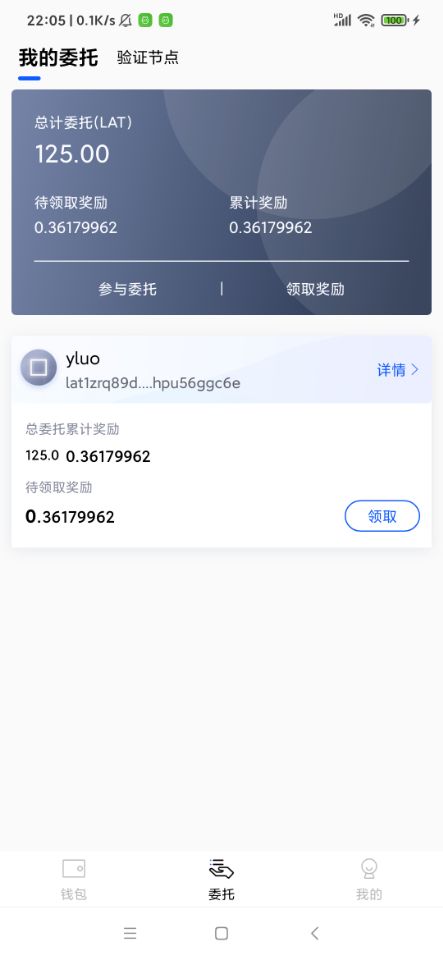 22:05 | 0.1K/s
HD 100
我的委托 验证节点
总计委托(LAT)
125.00
待领取奖励 累计奖励
0.36179962 0.36179962
参与委托 | 领取奖励
yluo
lat1zrq89d....hpu56ggc6e
详情
总委托累计奖励
125.0 0.36179962
待领取奖励
0.36179962
领取
钱包 委托 我的